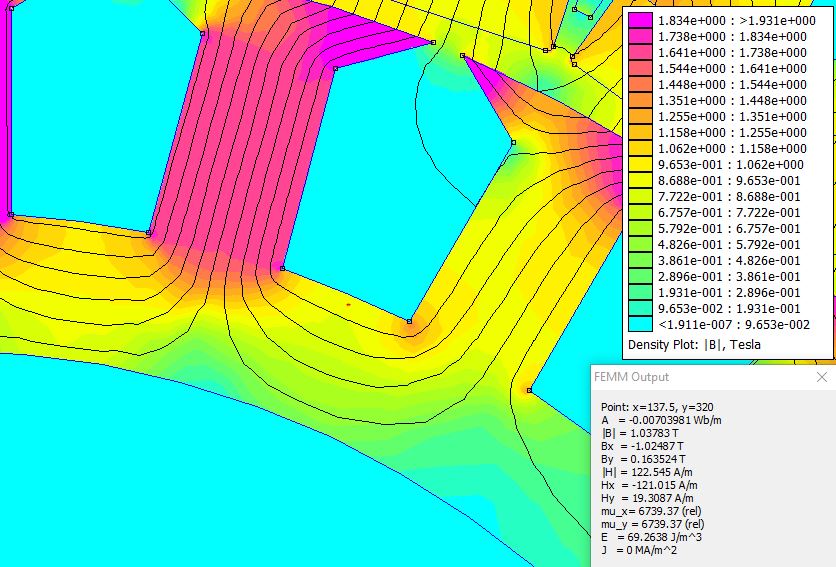 1.834e+000 : >1.931e+000
1.738e+000 : 1.834e+000
1.641e+000 : 1.738e+000
1.544e+000 : 1.641e+000
1.448e+000 : 1.544e+000
1.351e+000 : 1.448e+000
1.255e+000 : 1.351e+000
1.158e+000 : 1.255e+000
1.062e+000 : 1.158e+000
9.653e-001 : 1.062e+000
8.688e-001 : 9.653e-001
7.722e-001 : 8.688e-001
6.757e-001 : 7.722e-001
5.792e-001 : 6.757e-001
4.826e-001 : 5.792e-001
3.861e-001 : 4.826e-001
2.896e-001 : 3.861e-001
1.931e-001 : 2.896e-001
9.653e-002 : 1.931e-001
<1.911e-007 : 9.653e-002
Density Plot: |B|, Tesla
FEMM Output
Point: x=137.5, y=320
A = -0.00703981 Wb/m
|B| = 1.03783 T
Bx = -1.02487 T
By = 0.163524 T
|H| = 122.545 A/m
Hx = -121.015 A/m
Hy = 19.3087 A/m
mu_x= 6739.37 (rel)
mu_y = 6739.37 (rel)
E = 69.2638 J/m^3
J = 0 MA/m^2